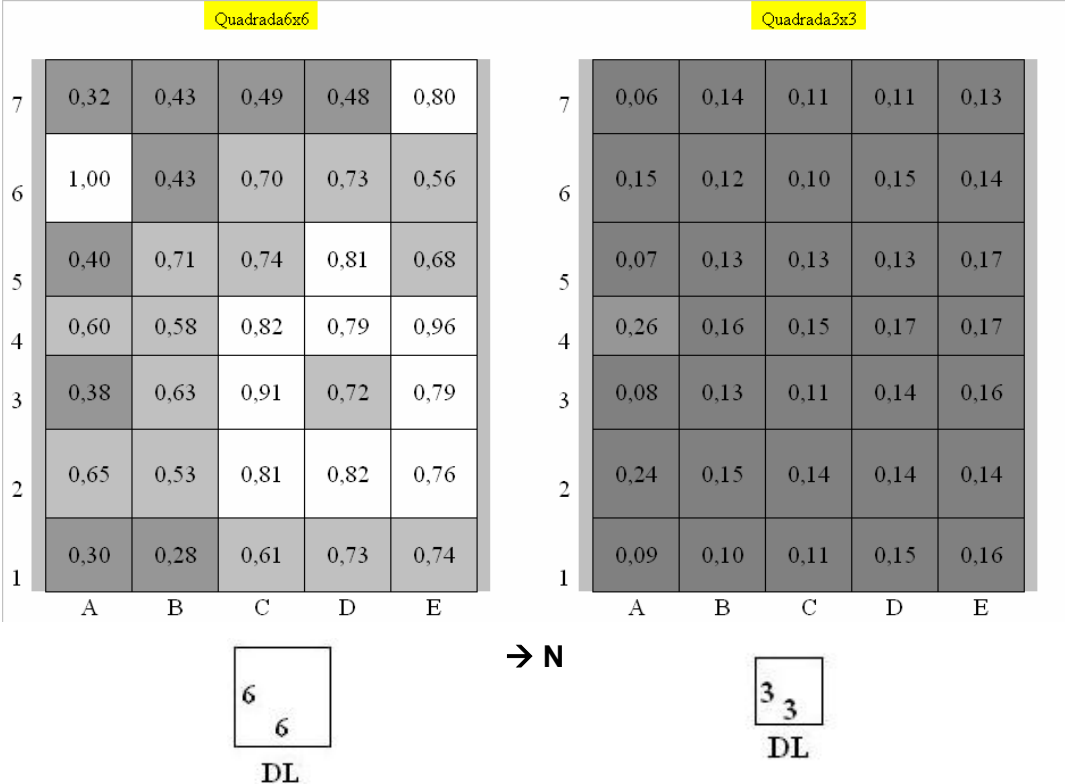 Quadrada6x6
7 0,32 0,43 0,49 0,48 0,80
6 1,00 0,43 0,70 0,73 0,56
5 0,40 0,71 0,74 0,81 0,68
4 0,60 0,58 0,82 0,79 0,96
3 0,38 0,63 0,91 0,72 0,79
2 0,65 0,53 0,81 0,82 0,76
1 0,30 0,28 0,61 0,73 0,74
A B C D E
6
6
DL
Quadrada3x3
7 0,06 0,14 0,11 0,11 0,13
6 0,15 0,12 0,10 0,15 0,14
5 0,07 0,13 0,13 0,13 0,17
4 0,26 0,16 0,15 0,17 0,17
3 0,08 0,13 0,11 0,14 0,16
2 0,24 0,15 0,14 0,14 0,14
1 0,09 0,10 0,11 0,15 0,16
A B C D E
→ N
3
3
DL